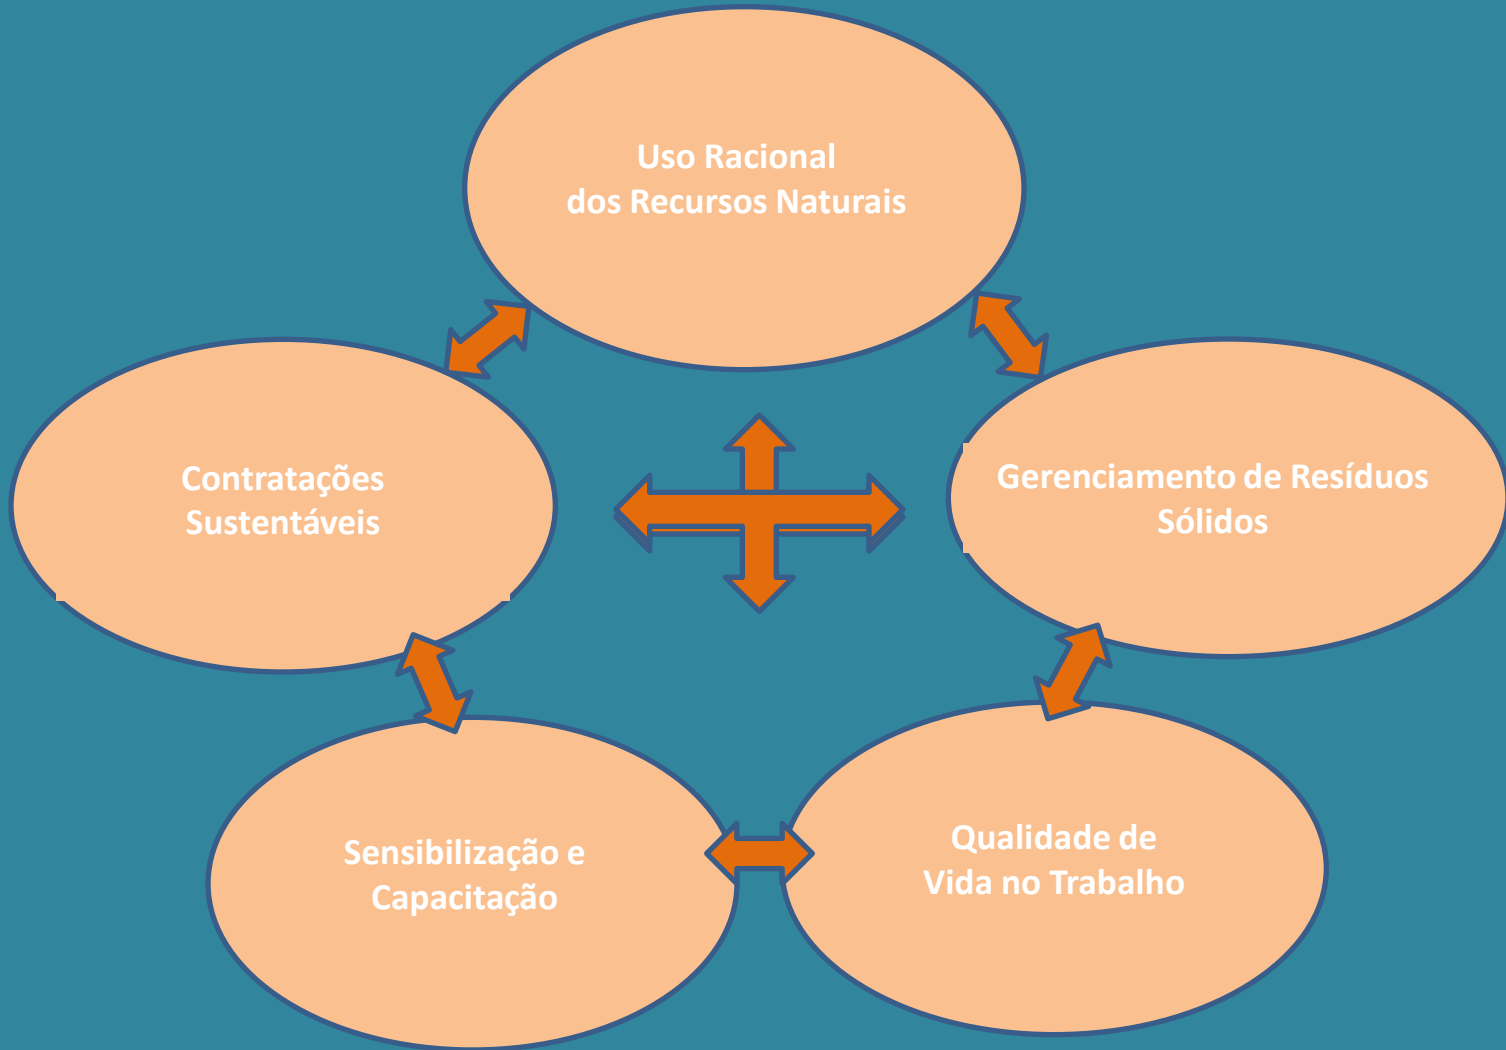 Uso Racional
dos Recursos Naturais
Contratações
Sustentáveis
Gerenciamento de Resíduos
Sólidos
Sensibilização e
Capacitação
Qualidade de
Vida no Trabalho